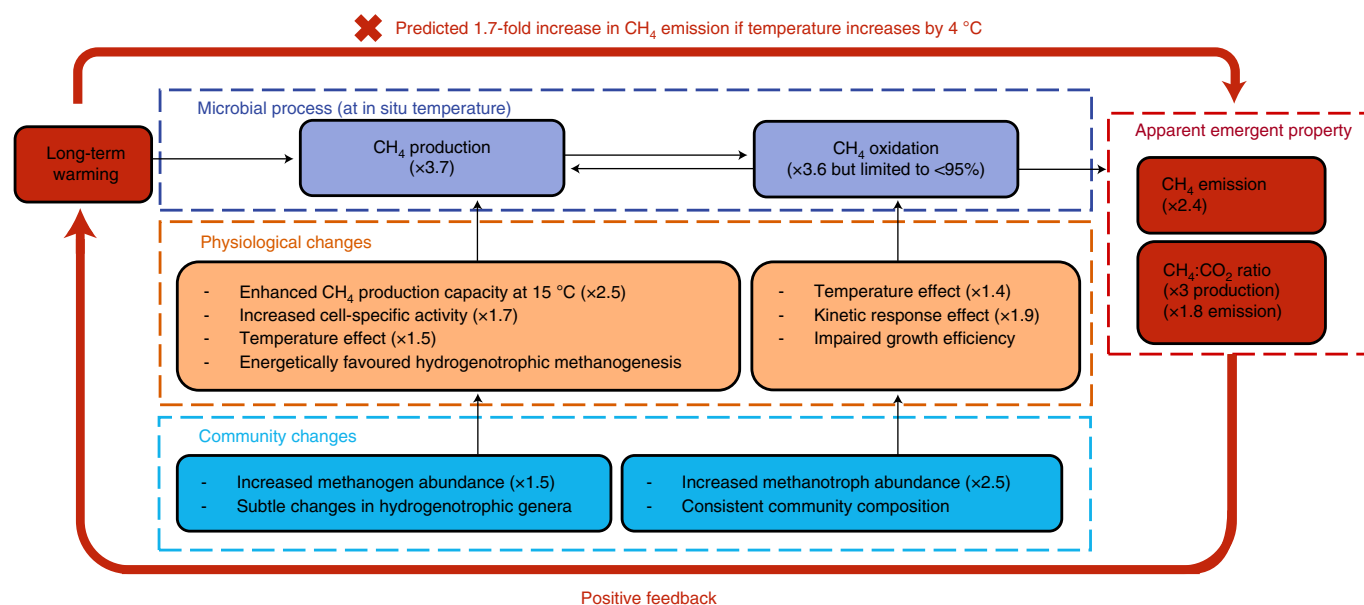 Predicted 1.7-fold increase in CH₄ emission if temperature increases by 4 °C
Microbial process (at in situ temperature)
Long-term
warming
CH₄ production
(×3.7)
CH₄ oxidation
(×3.6 but limited to <95%)
Apparent emergent property
CH₄ emission
(×2.4)
CH₄:CO₂ ratio
(×3 production)
(×1.8 emission)
Physiological changes
- Enhanced CH₄ production capacity at 15 °C (×2.5)
- Increased cell-specific activity (×1.7)
- Temperature effect (×1.5)
- Energetically favoured hydrogenotrophic methanogenesis
- Temperature effect (×1.4)
- Kinetic response effect (×1.9)
- Impaired growth efficiency
Community changes
- Increased methanogen abundance (×1.5)
- Subtle changes in hydrogenotrophic genera
- Increased methanotroph abundance (×2.5)
- Consistent community composition
Positive feedback